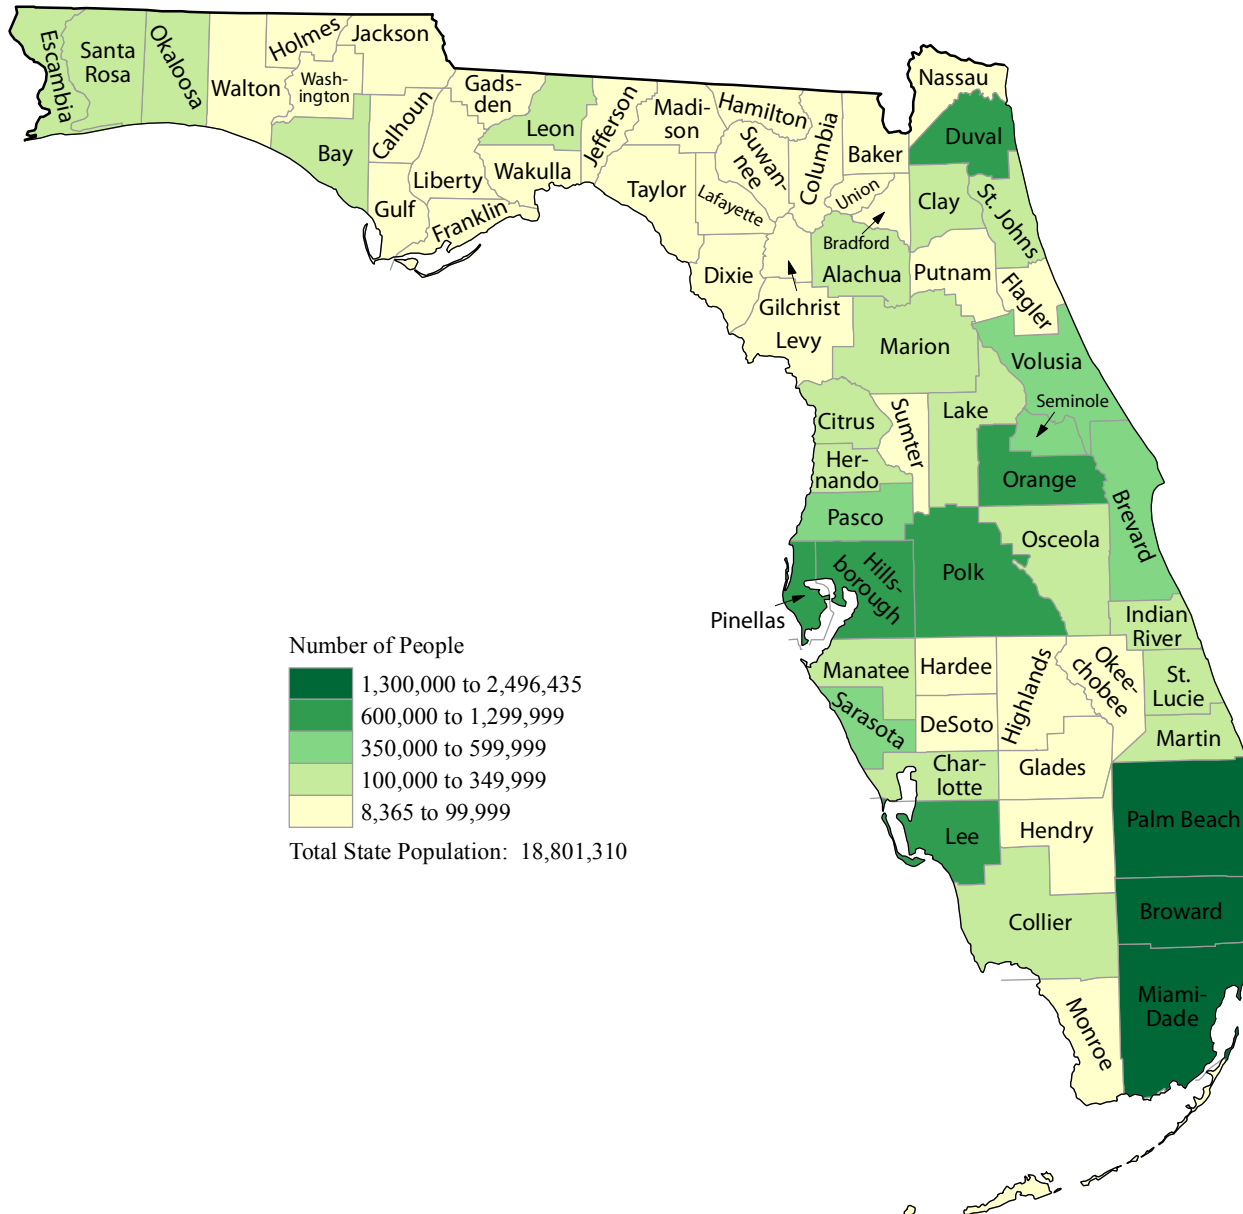 Escambia
Santa
Rosa
Okaloosa
Walton
Holmes
Wash-
ington
Jackson
Bay
Calhoun
Gulf
Liberty
Franklin
Gads-
den
Leon
Wakulla
Jefferson
Madi-
son
Taylor
Hamilton
Suwan-
nee
Lafayette
Dixie
Columbia
Gilchrist
Levy
Baker
Union
Bradford
Alachua
Nassau
Duval
Clay
St. Johns
Putnam
Flagler
Marion
Volusia
Citrus
Sumter
Lake
Seminole
Her-
nando
Orange
Brevard
Pasco
Osceola
Pinellas
Hills-
borough
Polk
Indian
River
Manatee
Hardee
Highlands
Okee-
chobee
St.
Lucie
Sarasota
DeSoto
Martin
Char-
lotte
Glades
Lee
Hendry
Palm Beach
Collier
Broward
Monroe
Miami-
Dade
Number of People
1,300,000 to 2,496,435
600,000 to 1,299,999
350,000 to 599,999
100,000 to 349,999
8,365 to 99,999
Total State Population: 18,801,310